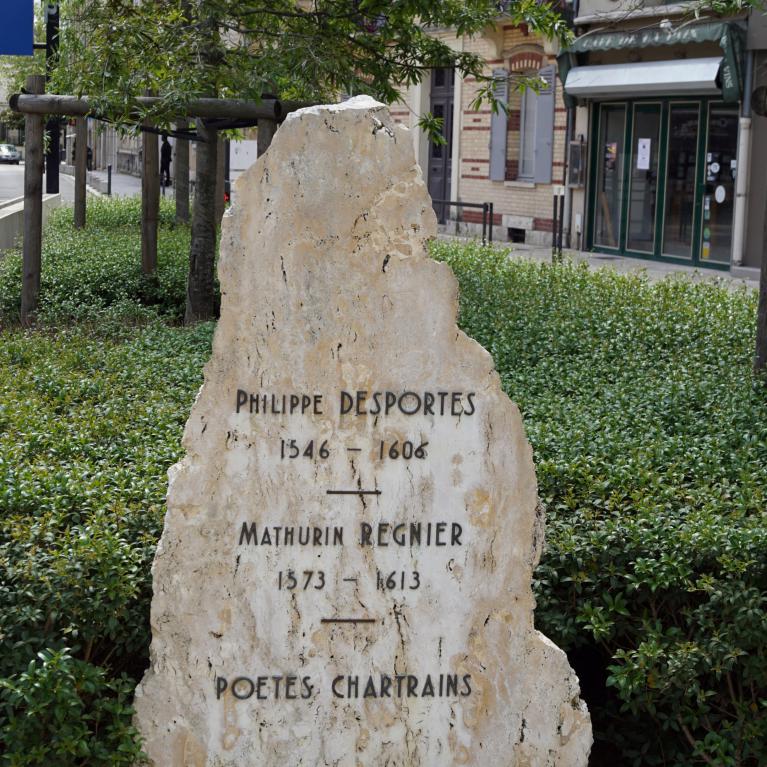 PHILIPPE DESPORTES
1546 – 1606
MATHURIN REGNIER
1573 – 1613
POETES CHARTRAINS